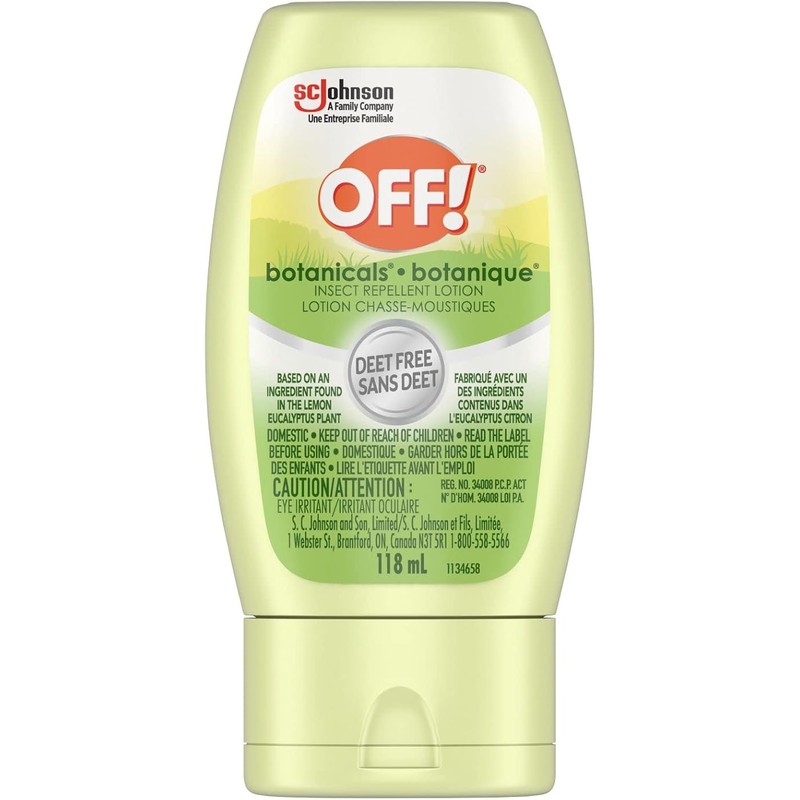 scJohnson
A Family Company
Une Entreprise Familiale
OFF!®
botanicals® • botanique®
INSECT REPELLENT LOTION
LOTION CHASSE-MOUSTIQUES
DEET FREE
SANS DEET
BASED ON AN
INGREDIENT FOUND
IN THE LEMON
EUCALYPTUS PLANT
FABRIQUÉ AVEC UN
DES INGRÉDIENTS
CONTENUS DANS
L'EUCALYPTUS CITRON
DOMESTIC • KEEP OUT OF REACH OF CHILDREN • READ THE LABEL
BEFORE USING • DOMESTIQUE • GARDER HORS DE LA PORTÉE
DES ENFANTS • LIRE L'ETIQUETTE AVANT L'EMPLOI
CAUTION/ATTENTION :
EYE IRRITANT/IRRITANT OCULAIRE
REG. NO. 34008 P.C.P. ACT
N° D'HOM. 34008 LOI P.A.
S. C. Johnson and Son, Limited/S. C. Johnson et Fils, Limitée,
1 Webster St., Brantford, ON, Canada N3T 5R1 1-800-558-5566
118 mL
1134658